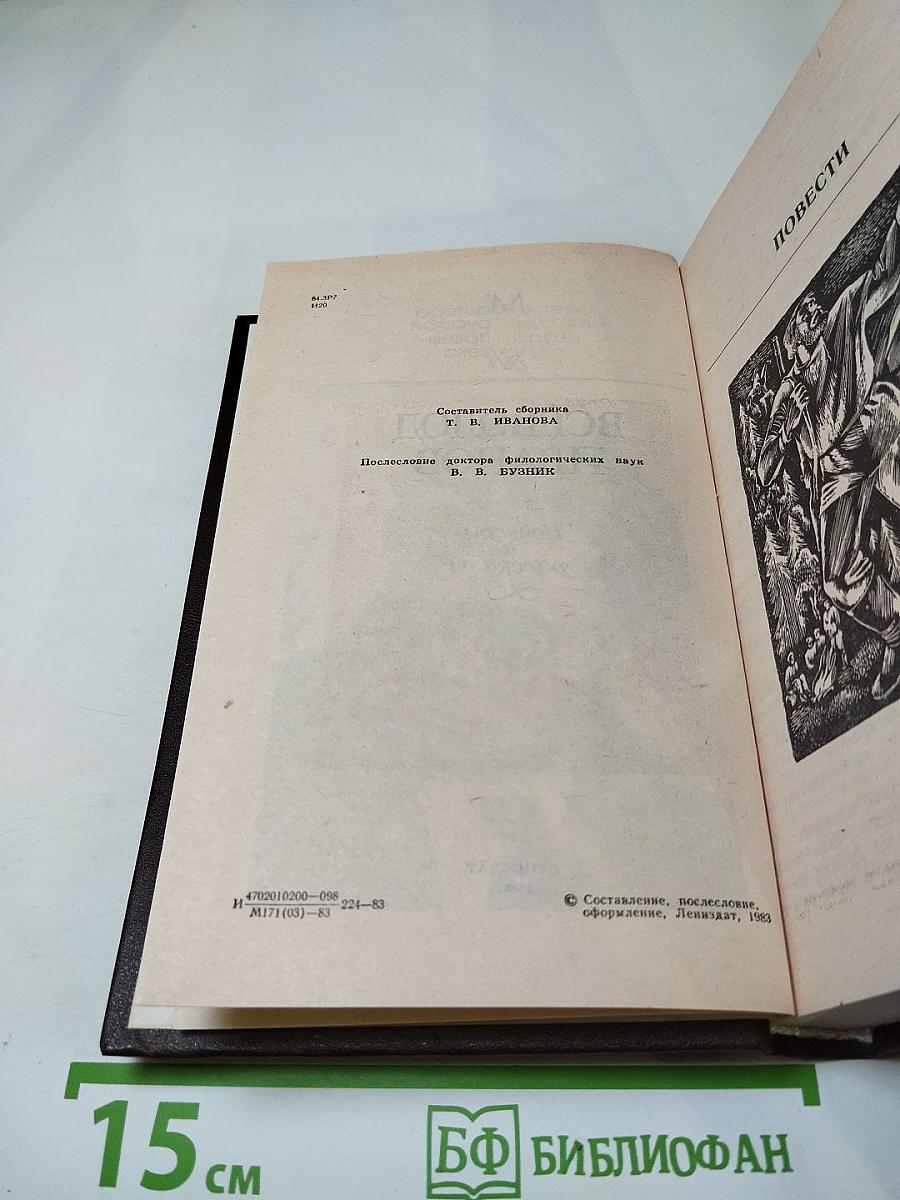 84.3Р7
И20
Составитель сборника
Т. В. ИВАНОВА
Послесловие доктора филологических наук
В. В. БУЗНИК
И 4702010200—098 224—83
М171(03)—83
© Составление, послесловие,
оформление, Лениздат, 1983
ПОВЕСТИ
15 см
БФ БИБЛИОФАН